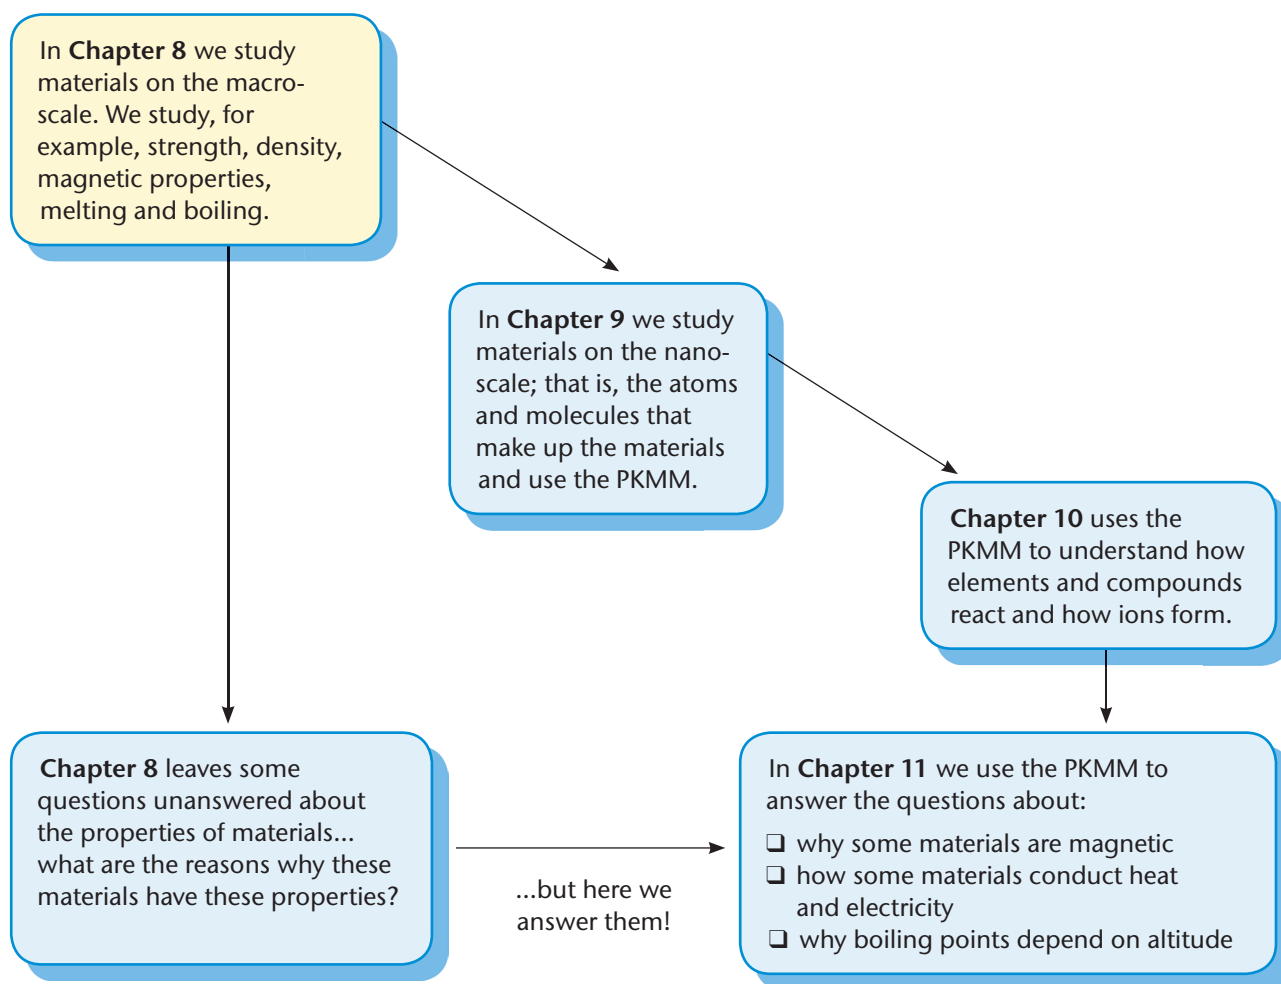 In Chapter 8 we study
materials on the macro-
scale. We study, for
example, strength, density,
magnetic properties,
melting and boiling.
In Chapter 9 we study
materials on the nano-
scale; that is, the atoms
and molecules that
make up the materials
and use the PKMM.
Chapter 10 uses the
PKMM to understand how
elements and compounds
react and how ions form.
Chapter 8 leaves some
questions unanswered about
the properties of materials...
what are the reasons why these
materials have these properties?
...but here we
answer them!
In Chapter 11 we use the PKMM to
answer the questions about:
❑ why some materials are magnetic
❑ how some materials conduct heat
and electricity
❑ why boiling points depend on altitude